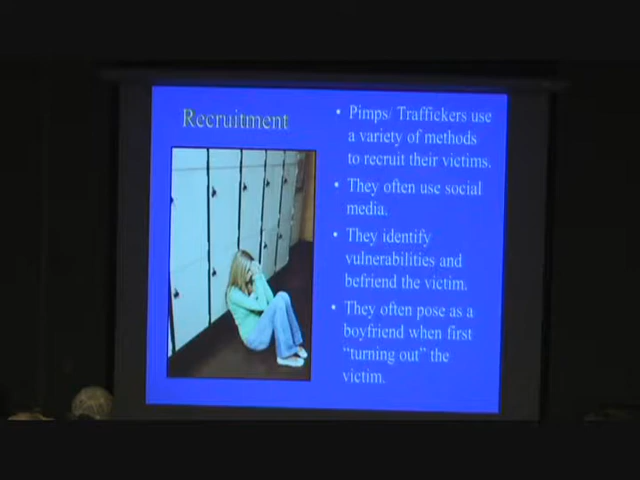 Recruitment
• Pimps/ Traffickers use
a variety of methods
to recruit their victims.
• They often use social
media.
• They identify
vulnerabilities and
befriend the victim.
• They often pose as a
boyfriend when first
“turning out” the
victim.